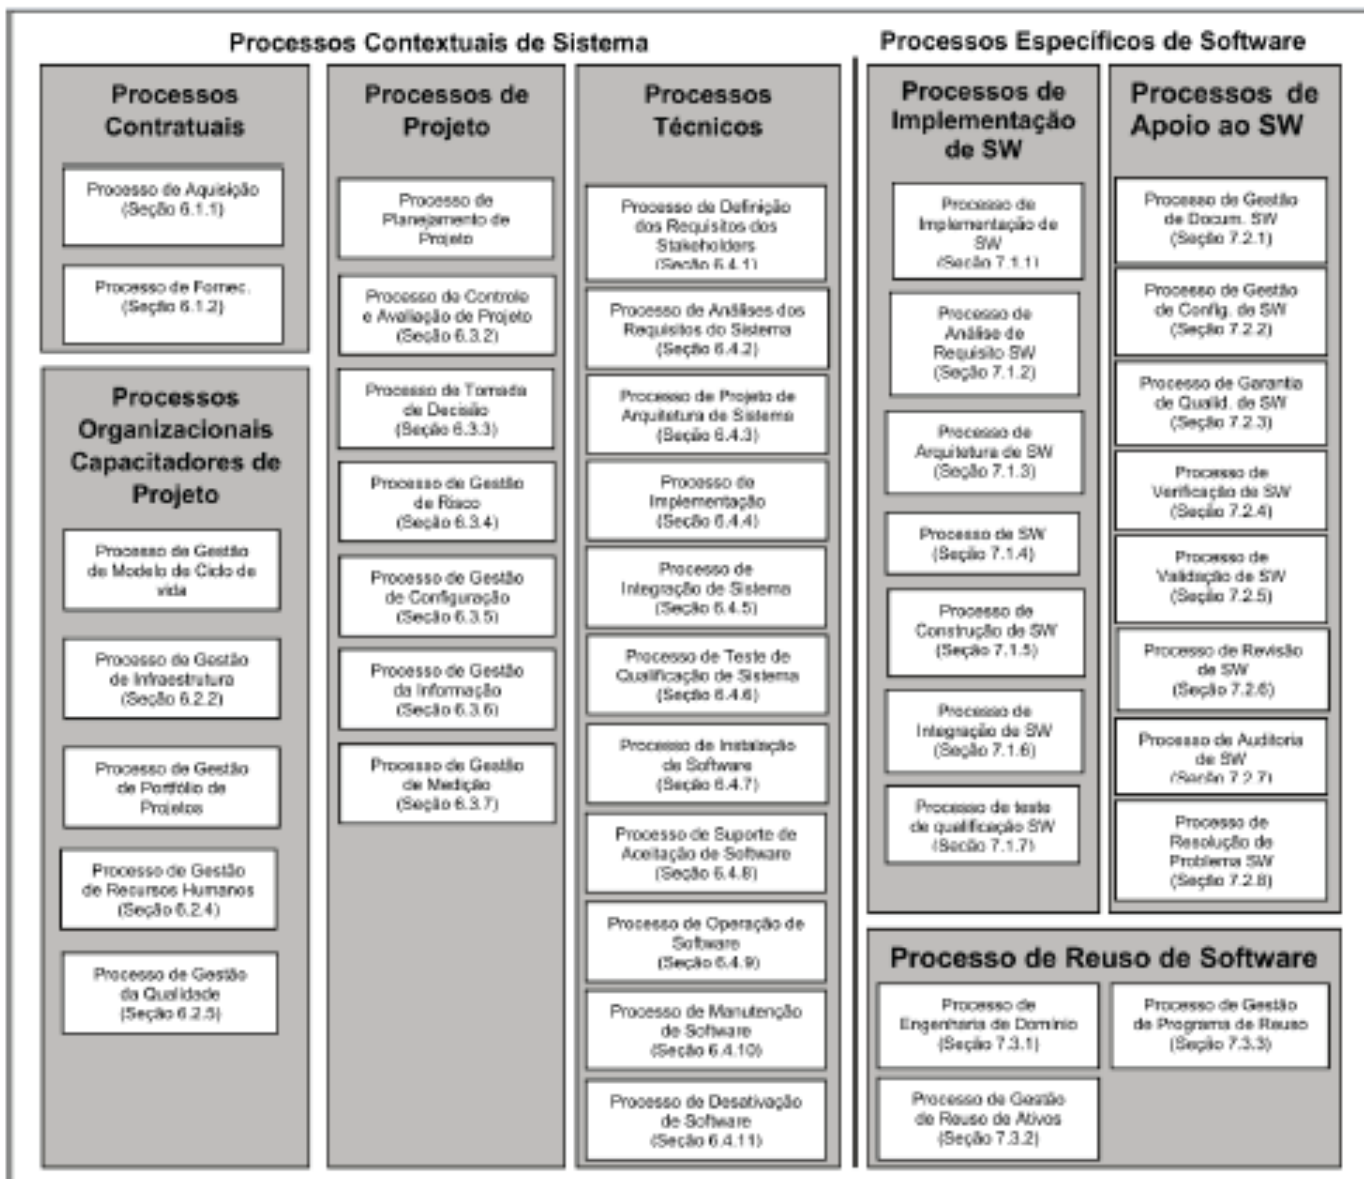 Processos Contextuais de Sistema
Processos Específicos de Software
Processos
Contratuais
Processo de Aquisição
(Seção 6.1.1)
Processo de Fornec.
(Seção 6.1.2)
Processos
Organizacionais
Capacitadores de
Projeto
Processo de Gestão
de Modelo de Ciclo de
vida
Processo de Gestão
de Infraestrutura
(Seção 6.2.2)
Processo de Gestão
de Portfólio de
Projetos
Processo de Gestão
de Recursos Humanos
(Seção 6.2.4)
Processo de Gestão
da Qualidade
(Seção 6.2.5)
Processos de
Projeto
Processo de
Planejamento de
Projeto
Processo de Controle
e Avaliação de Projeto
(Seção 6.3.2)
Processo de Tomada
de Decisão
(Seção 6.3.3)
Processo de Gestão
de Risco
(Seção 6.3.4)
Processo de Gestão
de Configuração
(Seção 6.3.5)
Processo de Gestão
da Informação
(Seção 6.3.6)
Processo de Gestão
de Medição
(Seção 6.3.7)
Processos
Técnicos
Processo de Definição
dos Requisitos dos
Stakeholders
(Seção 6.4.1)
Processo de Análises dos
Requisitos do Sistema
(Seção 6.4.2)
Processo de Projeto de
Arquitetura de Sistema
(Seção 6.4.3)
Processo de
Implementação
(Seção 6.4.4)
Processo de
Integração de Sistema
(Seção 6.4.5)
Processo de Teste de
Qualificação de Sistema
(Seção 6.4.6)
Processo de Instalação
de Software
(Seção 6.4.7)
Processo de Suporte de
Aceitação de Software
(Seção 6.4.8)
Processo de Operação de
Software
(Seção 6.4.9)
Processo de Manutenção
de Software
(Seção 6.4.10)
Processo de Desativação
de Software
(Seção 6.4.11)
Processos de
Implementação
de SW
Processo de
Implementação de
SW
(Seção 7.1.1)
Processo de
Análise de
Requisito SW
(Seção 7.1.2)
Processo de
Arquitetura de SW
(Seção 7.1.3)
Processo de SW
(Seção 7.1.4)
Processo de
Construção de SW
(Seção 7.1.5)
Processo de
Integração de SW
(Seção 7.1.6)
Processo de teste
de qualificação SW
(Seção 7.1.7)
Processos de
Apoio ao SW
Processo de Gestão
de Docum. SW
(Seção 7.2.1)
Processo de Gestão
de Config. de SW
(Seção 7.2.2)
Processo de Garantia
de Qualid. de SW
(Seção 7.2.3)
Processo de
Verificação de SW
(Seção 7.2.4)
Processo de
Validação de SW
(Seção 7.2.5)
Processo de Revisão
de SW
(Seção 7.2.6)
Processo de Auditoria
de SW
(Seção 7.2.7)
Processo de
Resolução de
Problema SW
(Seção 7.2.8)
Processo de Reuso de Software
Processo de
Engenharia de Domínio
(Seção 7.3.1)
Processo de Gestão
de Programa de Reuso
(Seção 7.3.3)
Processo de Gestão
de Reuso de Ativos
(Seção 7.3.2)